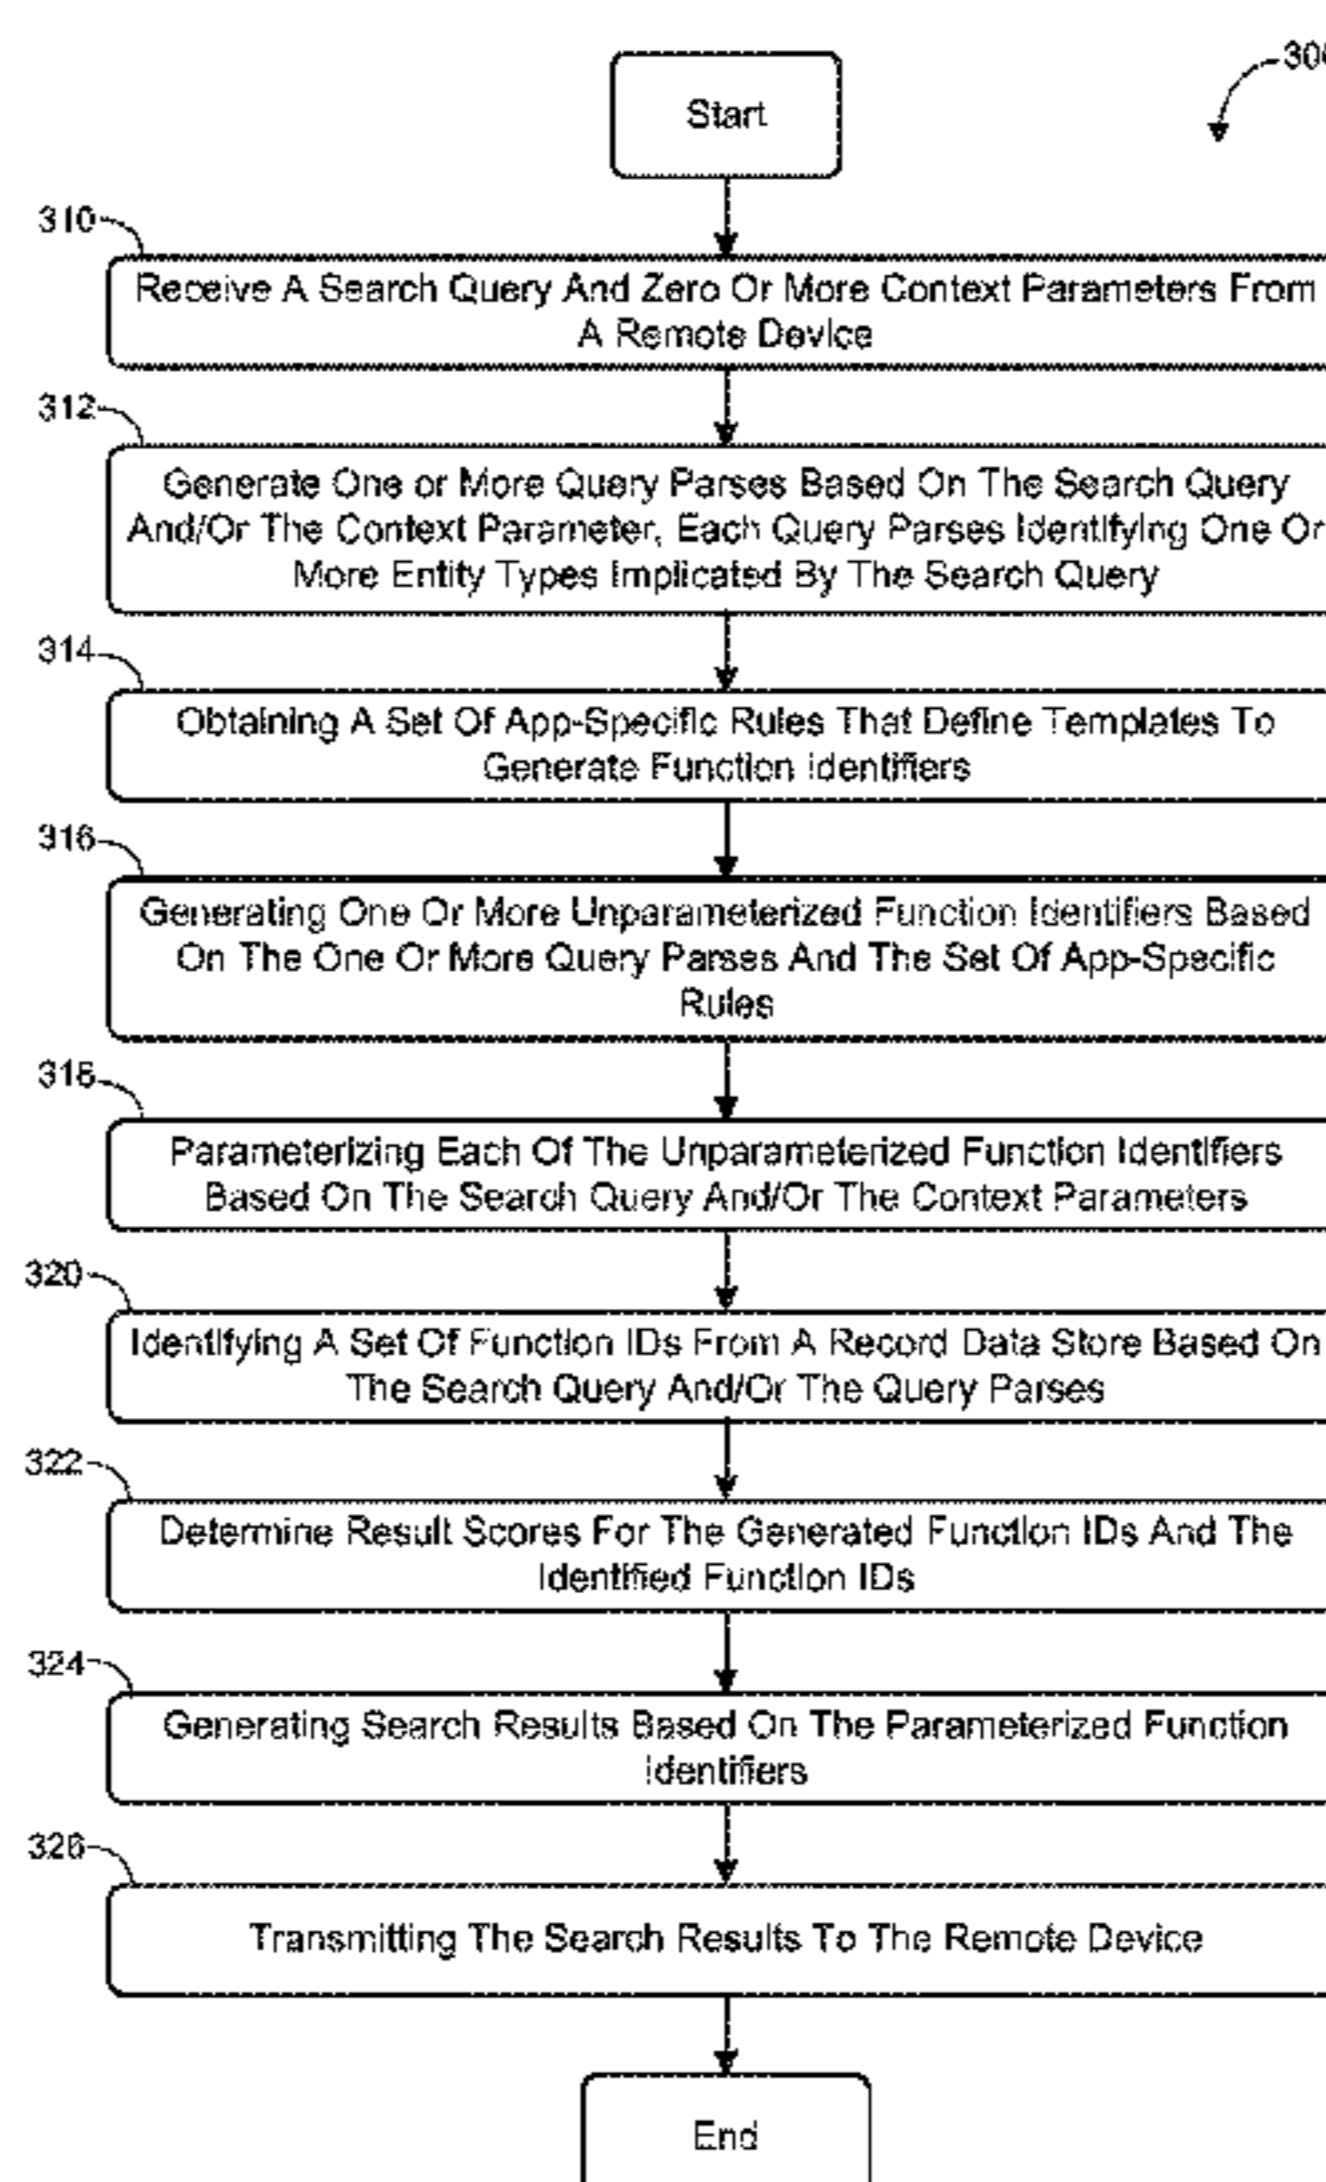 300
Start
310
Receive A Search Query And Zero Or More Context Parameters From
A Remote Device
312
Generate One or More Query Parses Based On The Search Query
And/Or The Context Parameter, Each Query Parses Identifying One Or
More Entity Types Implicated By The Search Query
314
Obtaining A Set Of App-Specific Rules That Define Templates To
Generate Function Identifiers
316
Generating One Or More Unparameterized Function Identifiers Based
On The One Or More Query Parses And The Set Of App-Specific
Rules
318
Parameterizing Each Of The Unparameterized Function Identifiers
Based On The Search Query And/Or The Context Parameters
320
Identifying A Set Of Function IDs From A Record Data Store Based On
The Search Query And/Or The Query Parses
322
Determine Result Scores For The Generated Function IDs And The
Identified Function IDs
324
Generating Search Results Based On The Parameterized Function
Identifiers
326
Transmitting The Search Results To The Remote Device
End